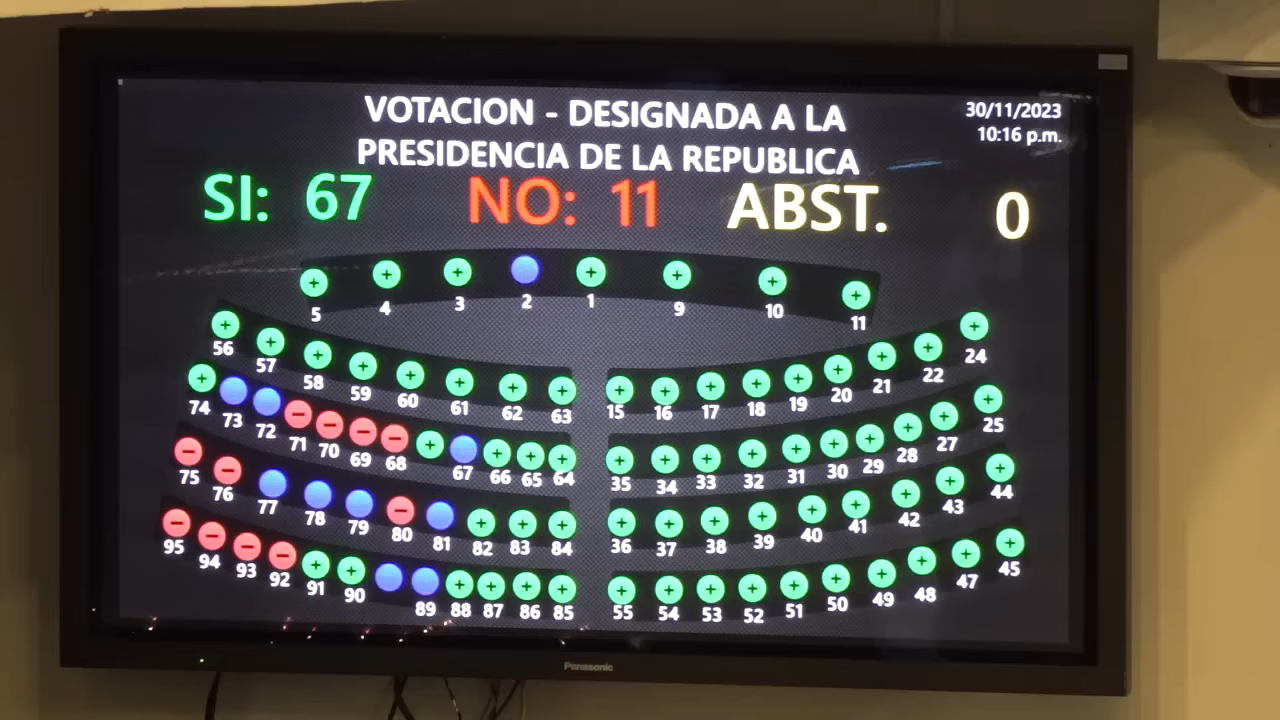 VOTACION - DESIGNADA A LA
PRESIDENCIA DE LA REPUBLICA
30/11/2023
10:16 p.m.
SI: 67 NO: 11 ABST. 0
5 4 3 2 1 9 10 11
56 57 58 59 60 61 62 63 15 16 17 18 19 20 21 22 24
74 73 72 71 70 69 68 67 66 65 64 35 34 33 32 31 30 29 28 27 25
75 76 77 78 79 80 81 82 83 84 36 37 38 39 40 41 42 43 44
95 94 93 92 91 90 89 88 87 86 85 55 54 53 52 51 50 49 48 47 45
Panasonic